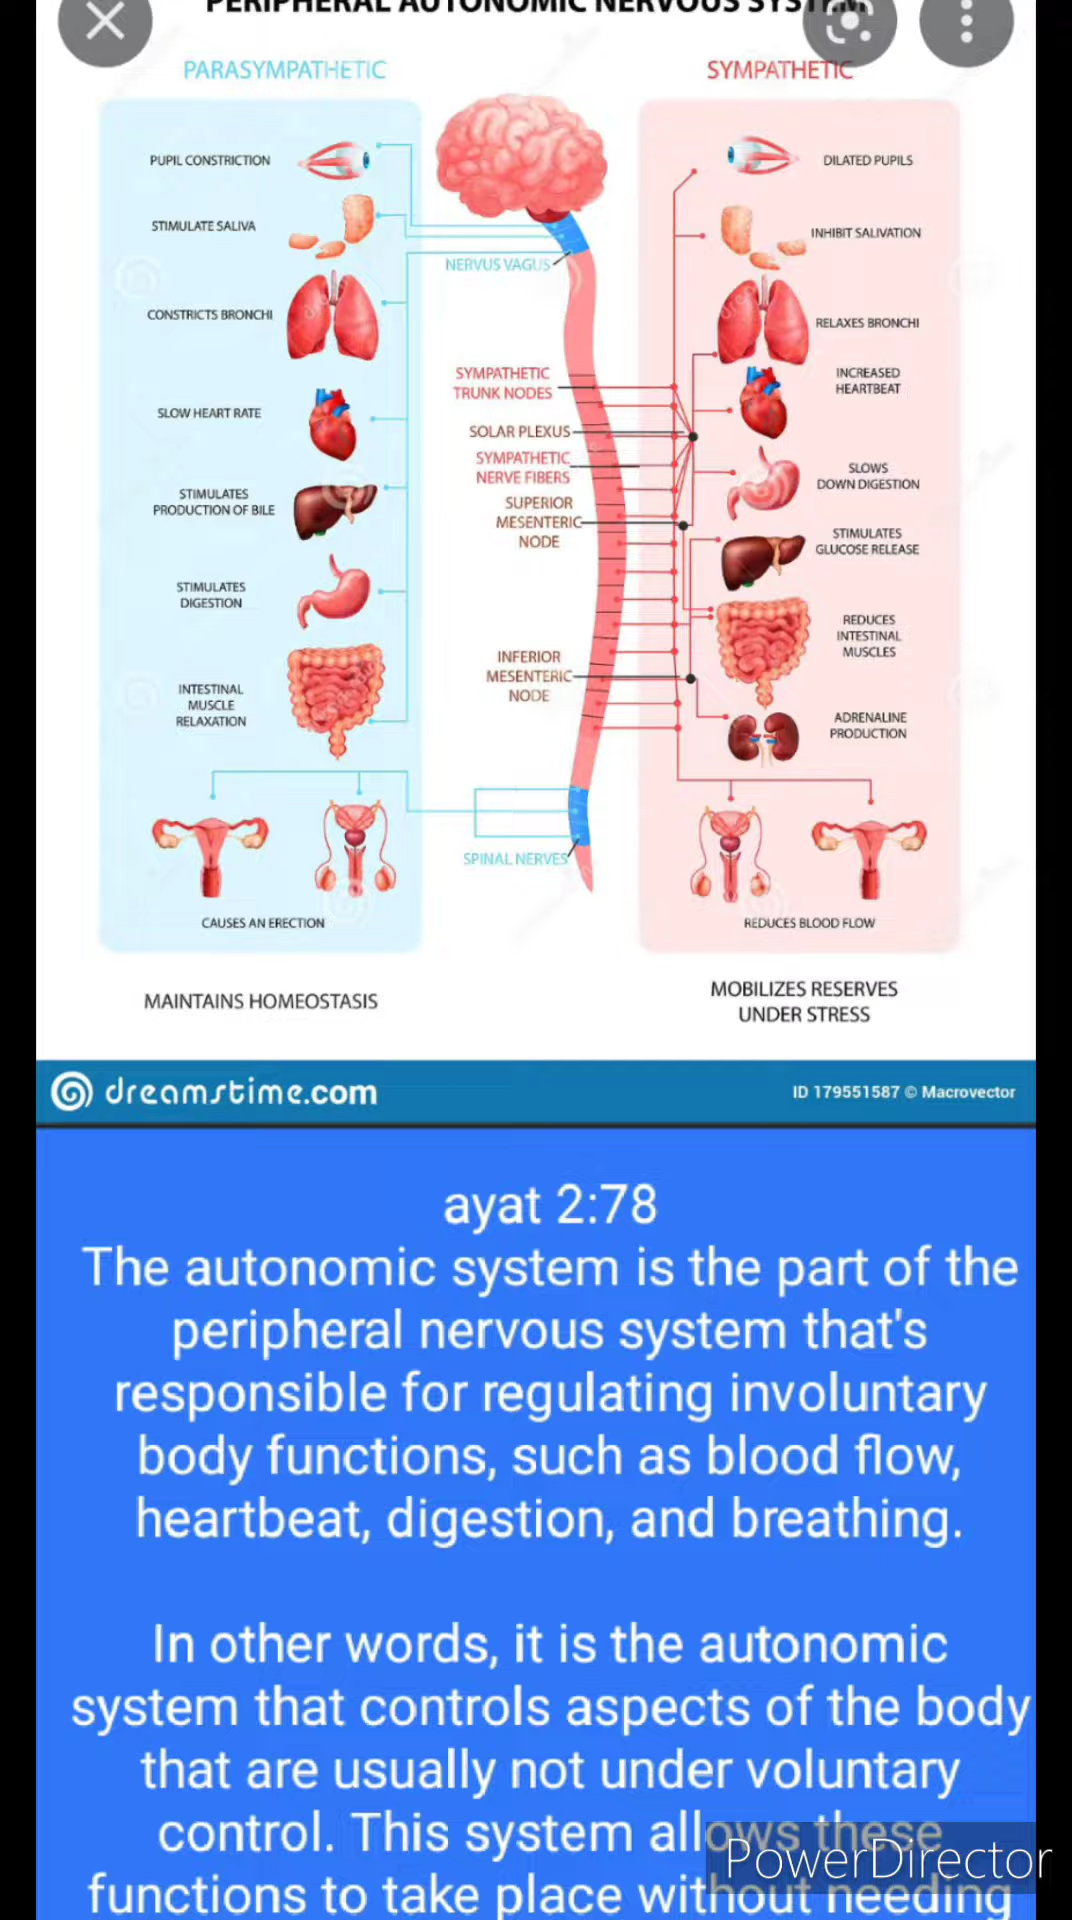 PERIPHERAL AUTONOMIC NERVOUS SYSTEM
PARASYMPATHETIC
SYMPATHETIC
PUPIL CONSTRICTION
STIMULATE SALIVA
CONSTRICTS BRONCHI
SLOW HEART RATE
STIMULATES
PRODUCTION OF BILE
STIMULATES
DIGESTION
INTESTINAL
MUSCLE
RELAXATION
CAUSES AN ERECTION
MAINTAINS HOMEOSTASIS
NERVUS VAGUS
SYMPATHETIC
TRUNK NODES
SOLAR PLEXUS
SYMPATHETIC
NERVE FIBERS
SUPERIOR
MESENTERIC
NODE
INFERIOR
MESENTERIC
NODE
SPINAL NERVES
DILATED PUPILS
INHIBIT SALIVATION
RELAXES BRONCHI
INCREASED
HEARTBEAT
SLOWS
DOWN DIGESTION
STIMULATES
GLUCOSE RELEASE
REDUCES
INTESTINAL
MUSCLES
ADRENALINE
PRODUCTION
REDUCES BLOOD FLOW
MOBILIZES RESERVES
UNDER STRESS
dreamstime.com
ID 179551587 © Macrovector
ayat 2:78
The autonomic system is the part of the
peripheral nervous system that's
responsible for regulating involuntary
body functions, such as blood flow,
heartbeat, digestion, and breathing.
In other words, it is the autonomic
system that controls aspects of the body
that are usually not under voluntary
control. This system allows these
functions to take place without needing
PowerDirector